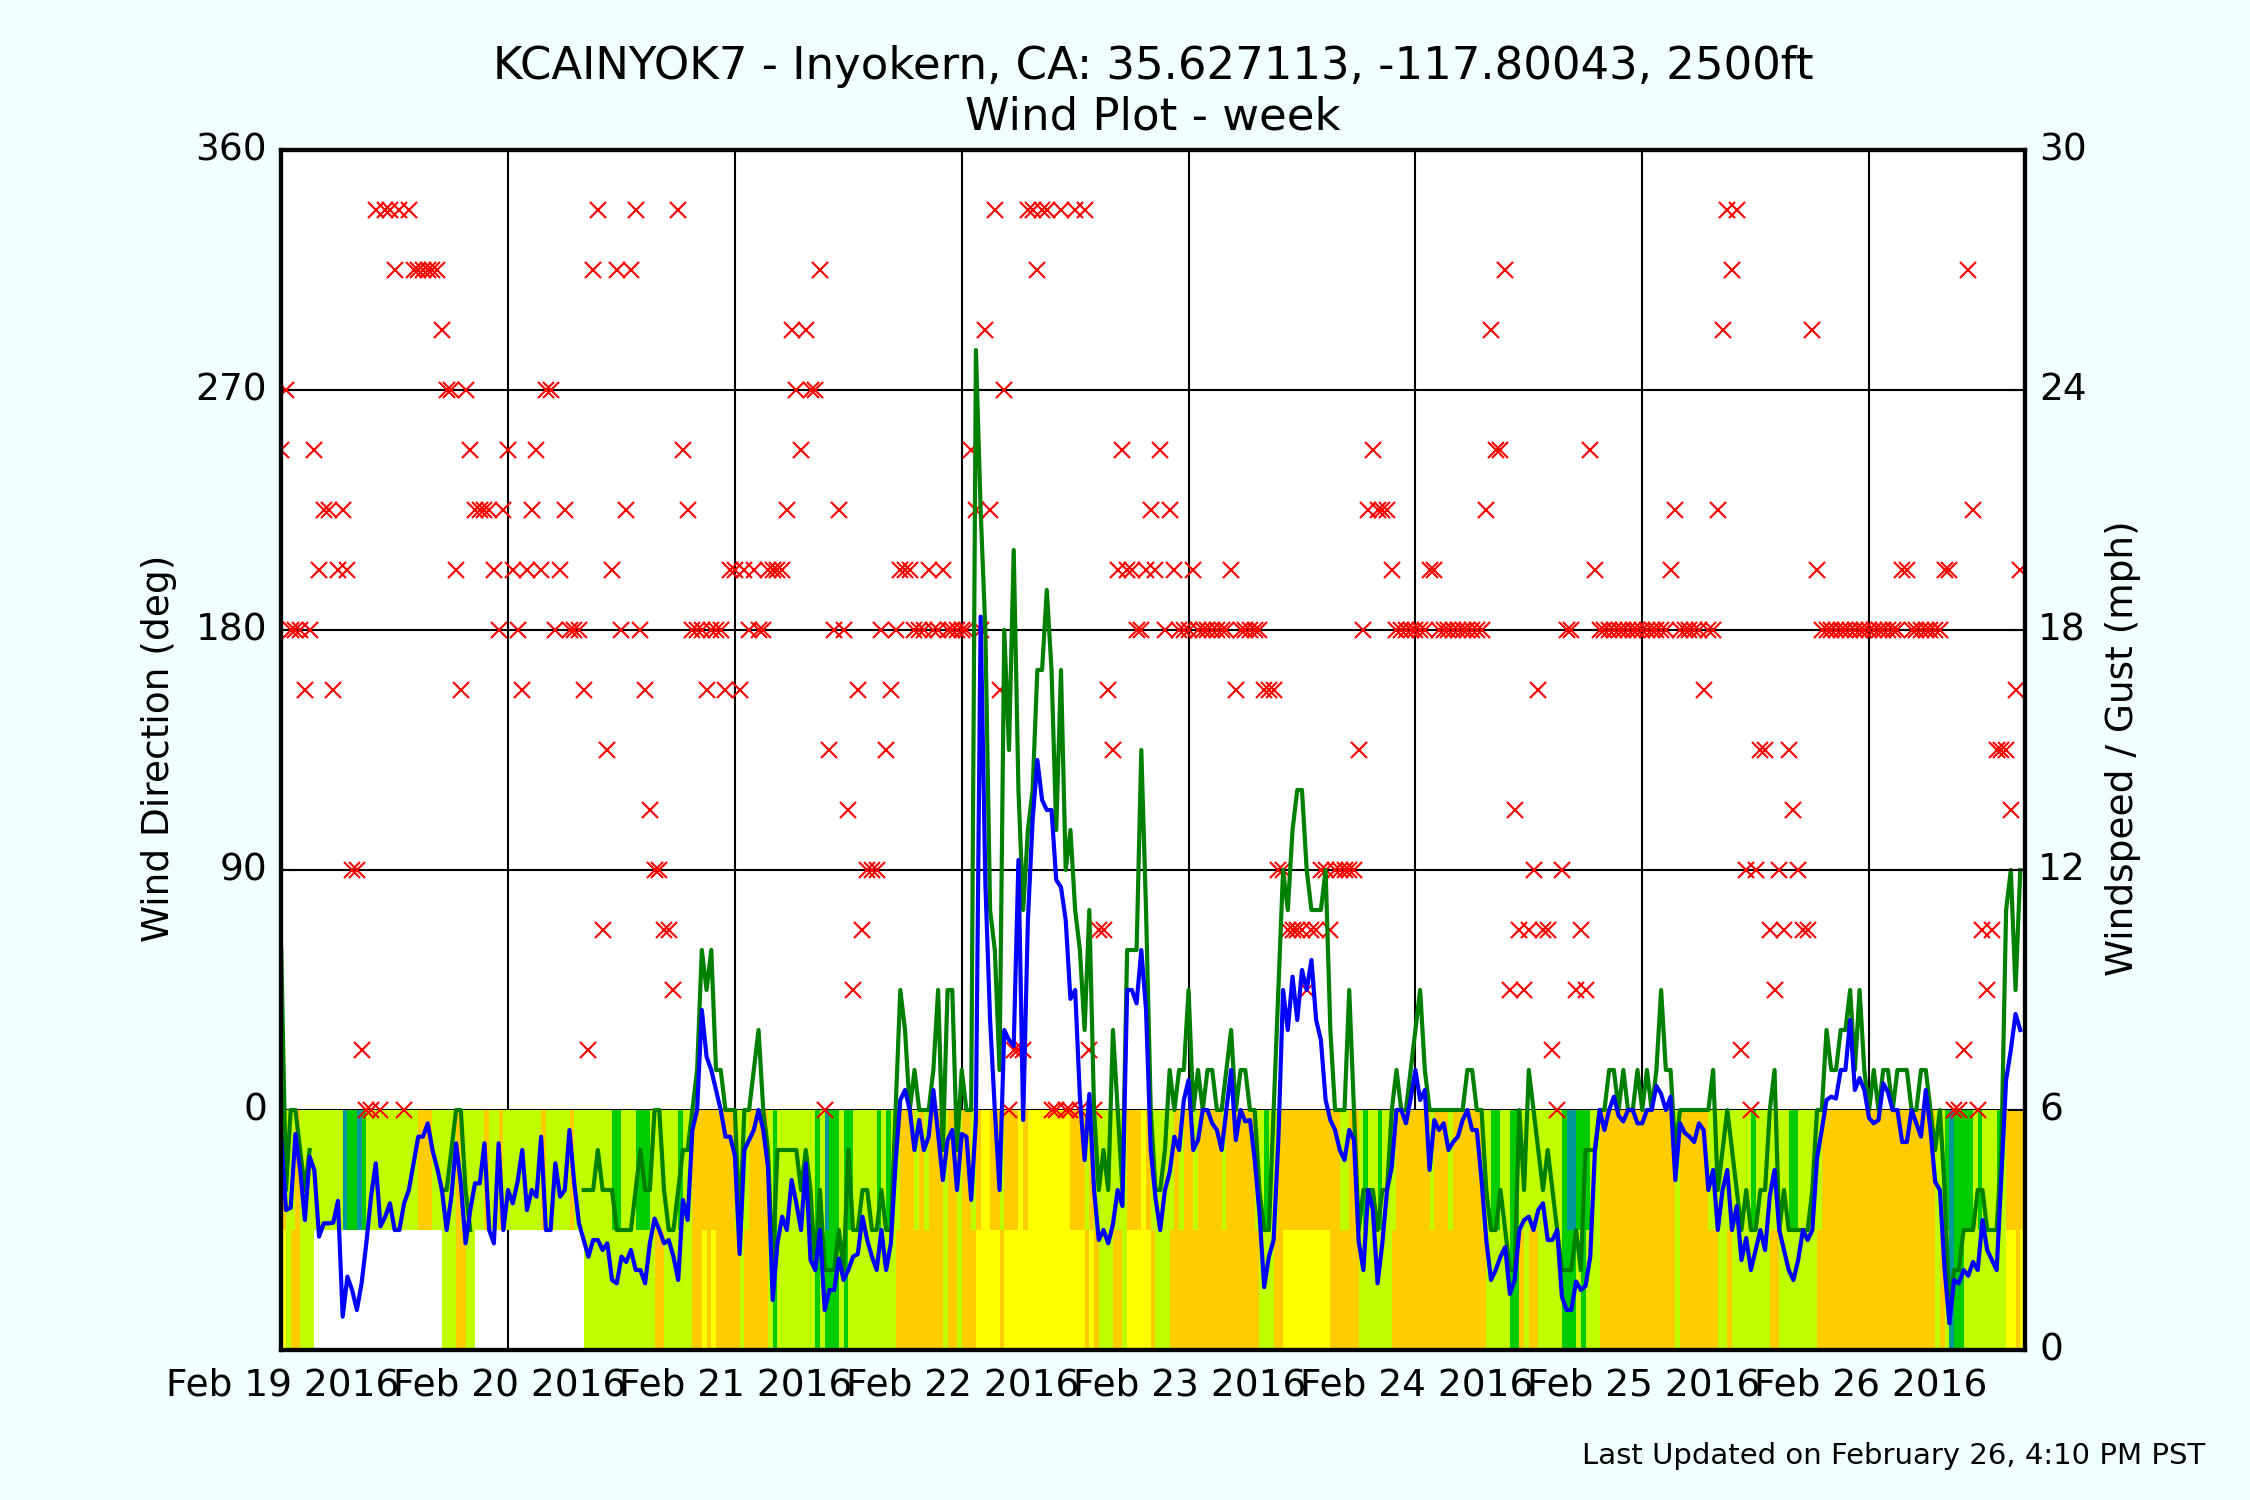 KCAINYOK7 - Inyokern, CA: 35.627113, -117.80043, 2500ft
Wind Plot - week
360
270
180
90
0
Wind Direction (deg)
30
24
18
12
6
0
Windspeed / Gust (mph)
Feb 19 2016
Feb 20 2016
Feb 21 2016
Feb 22 2016
Feb 23 2016
Feb 24 2016
Feb 25 2016
Feb 26 2016
Last Updated on February 26, 4:10 PM PST